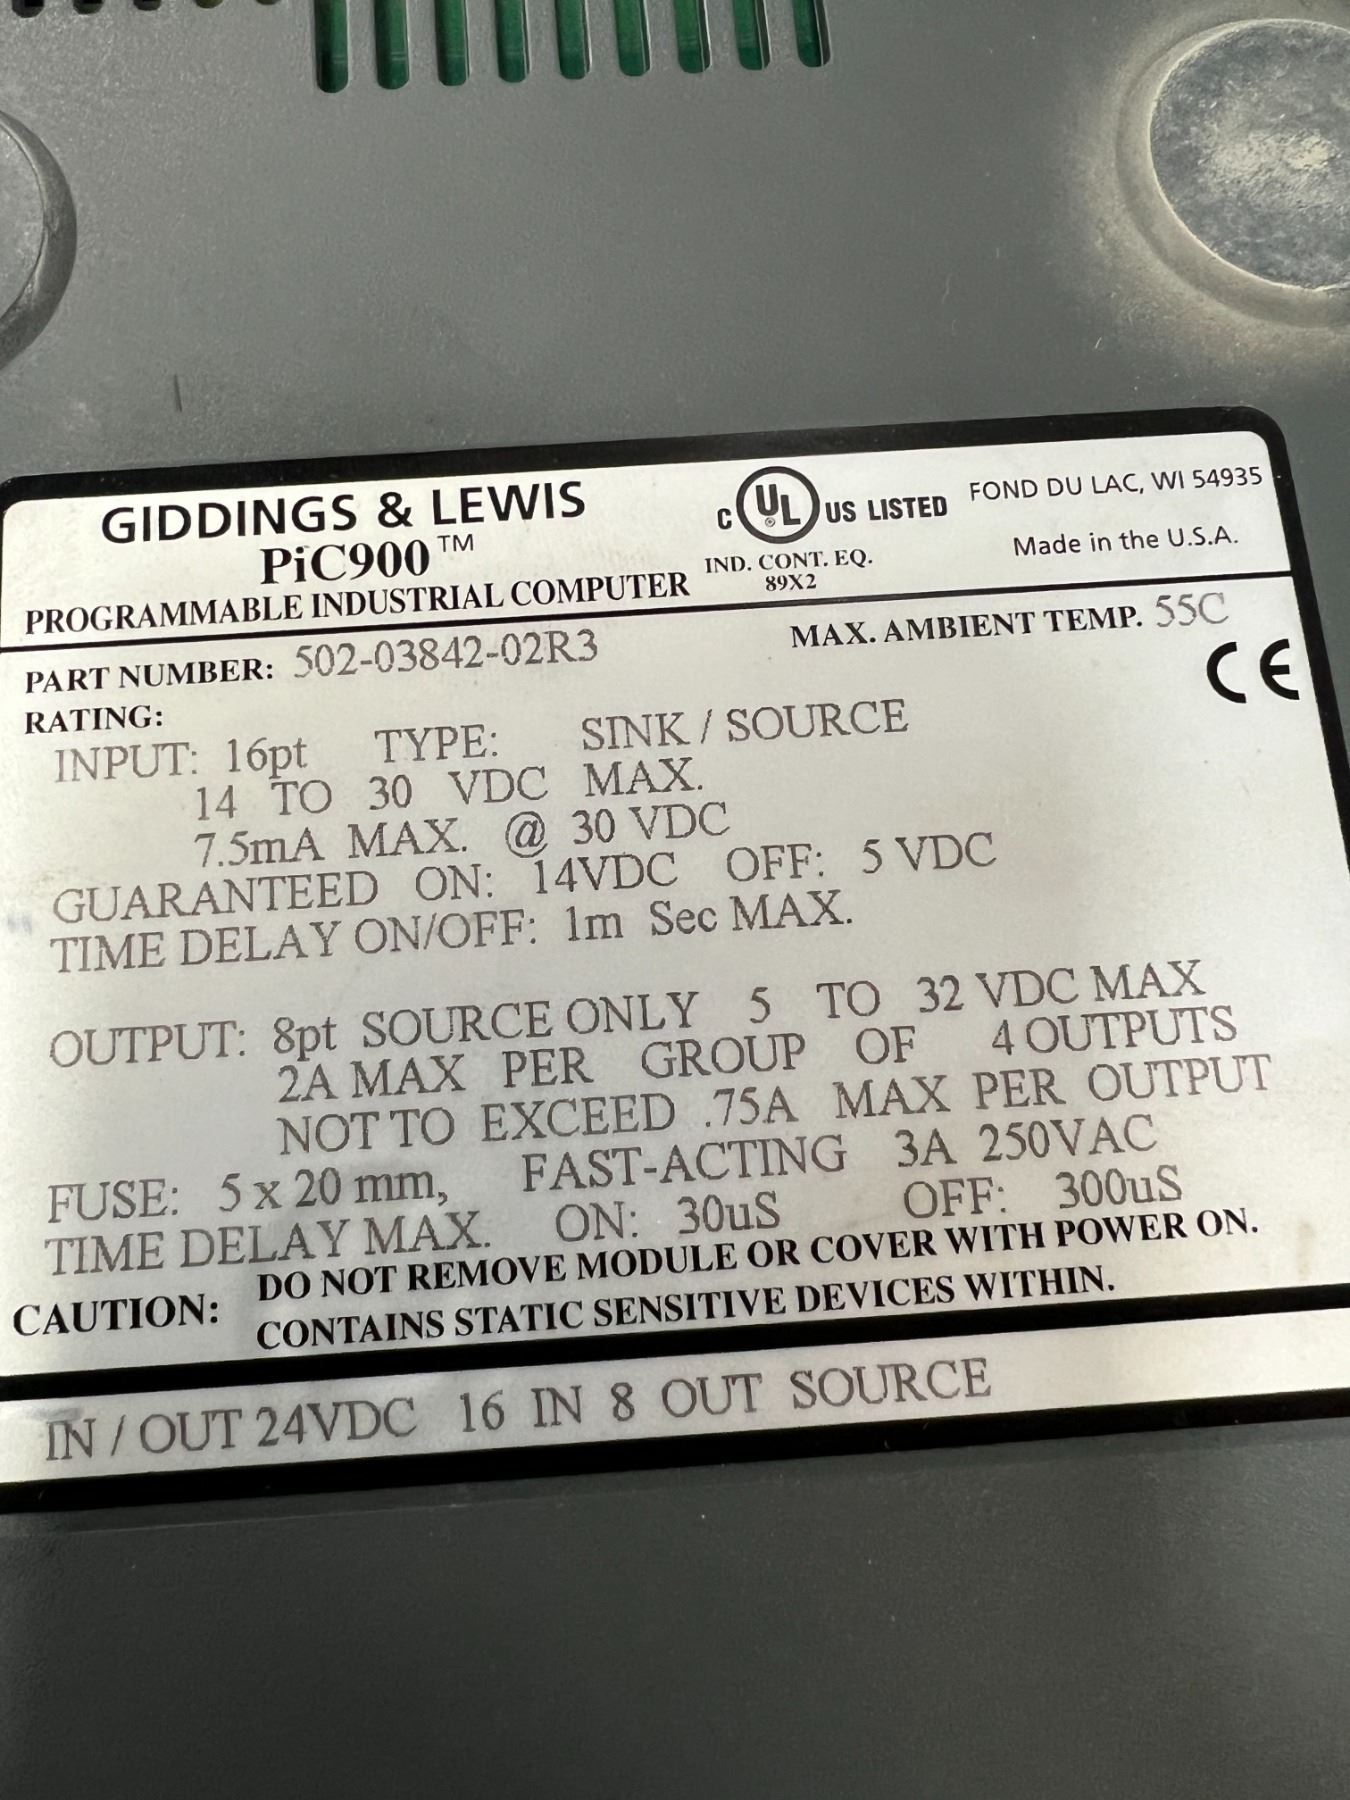 GIDDINGS & LEWIS
PiC900™
PROGRAMMABLE INDUSTRIAL COMPUTER
C UL ® US LISTED
IND. CONT. EQ.
89X2
FOND DU LAC, WI 54935
Made in the U.S.A.
PART NUMBER: 502-03842-02R3
MAX. AMBIENT TEMP. 55C
CE
RATING:
INPUT: 16pt TYPE: SINK / SOURCE
14 TO 30 VDC MAX.
7.5mA MAX. @ 30 VDC
GUARANTEED ON: 14VDC OFF: 5 VDC
TIME DELAY ON/OFF: 1m Sec MAX.
OUTPUT: 8pt SOURCE ONLY 5 TO 32 VDC MAX
2A MAX PER GROUP OF 4 OUTPUTS
NOT TO EXCEED .75A MAX PER OUTPUT
FUSE: 5 x 20 mm, FAST-ACTING 3A 250VAC
TIME DELAY MAX. ON: 30uS OFF: 300uS
CAUTION: DO NOT REMOVE MODULE OR COVER WITH POWER ON.
CONTAINS STATIC SENSITIVE DEVICES WITHIN.
IN / OUT 24VDC 16 IN 8 OUT SOURCE